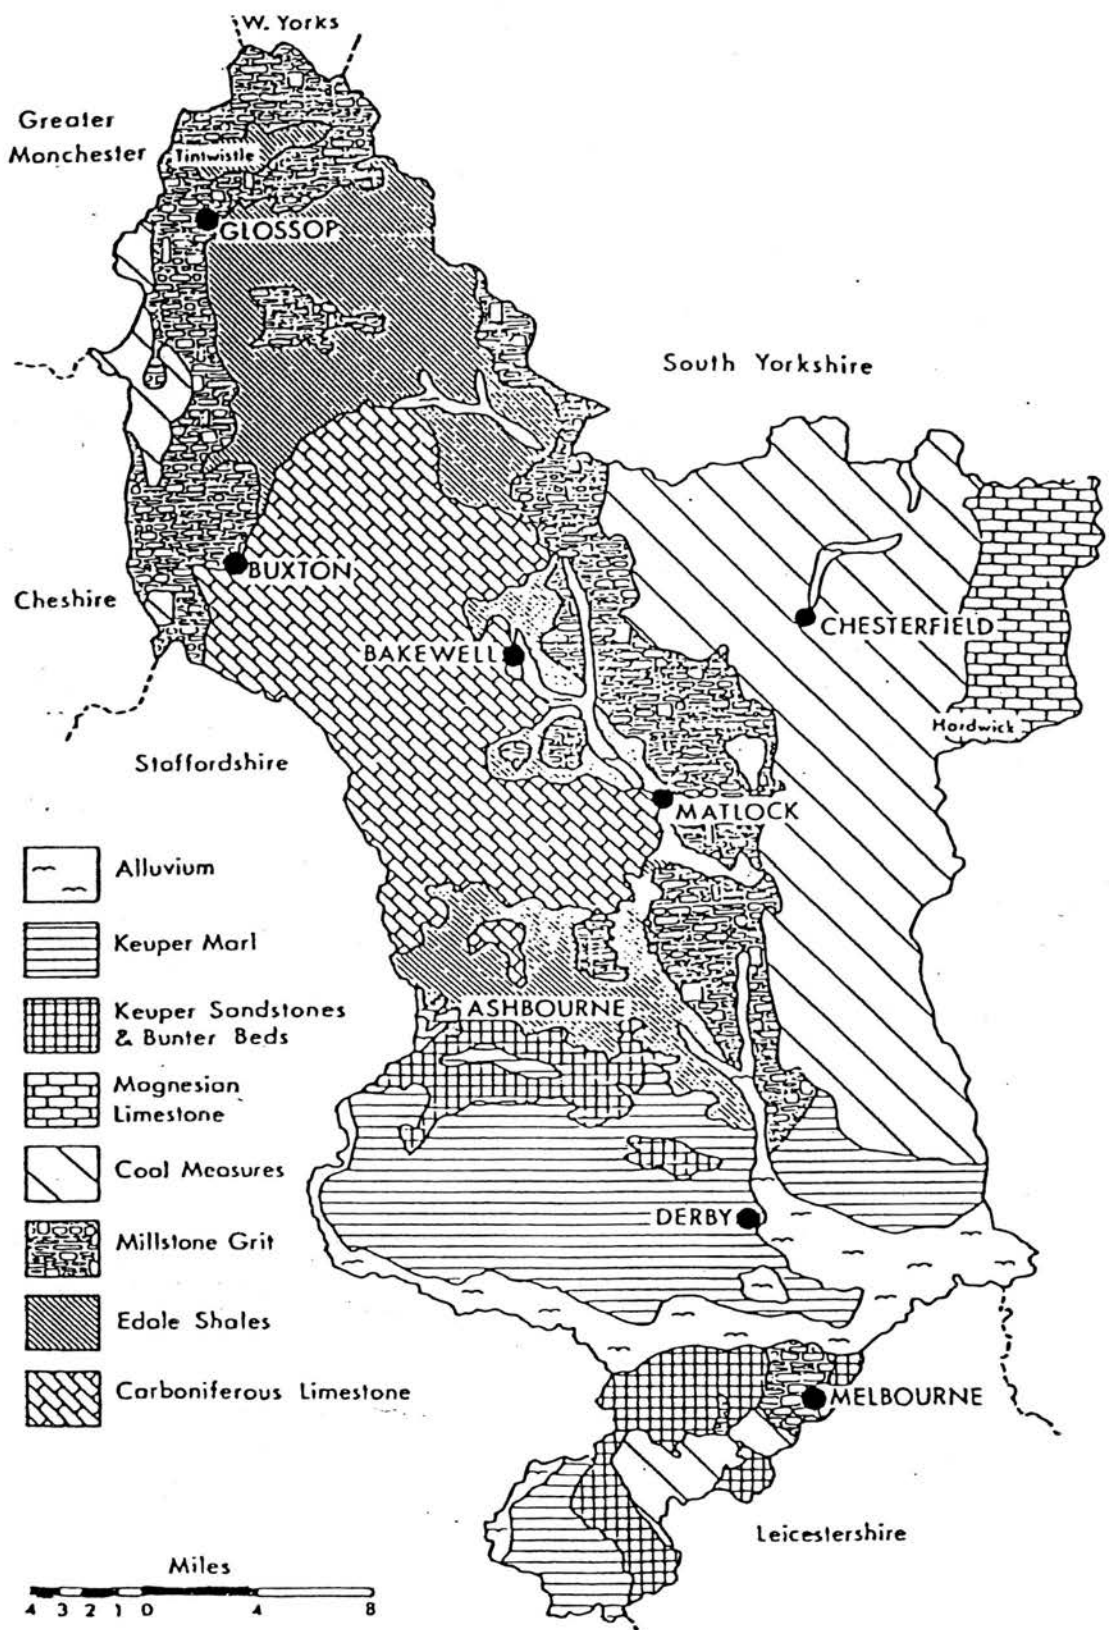 W. Yorks
Greater
Monchester
Tintwistle
GLOSSOP
South Yorkshire
BUXTON
Cheshire
CHESTERFIELD
BAKEWELL
Hardwick
Staffordshire
MATLOCK
Alluvium
Keuper Marl
ASHBOURNE
Keuper Sandstones
& Bunter Beds
Magnesian
Limestone
Coal Measures
DERBY
Millstone Grit
Edale Shales
Carboniferous Limestone
MELBOURNE
Leicestershire
Miles
4 3 2 1 0 4 8